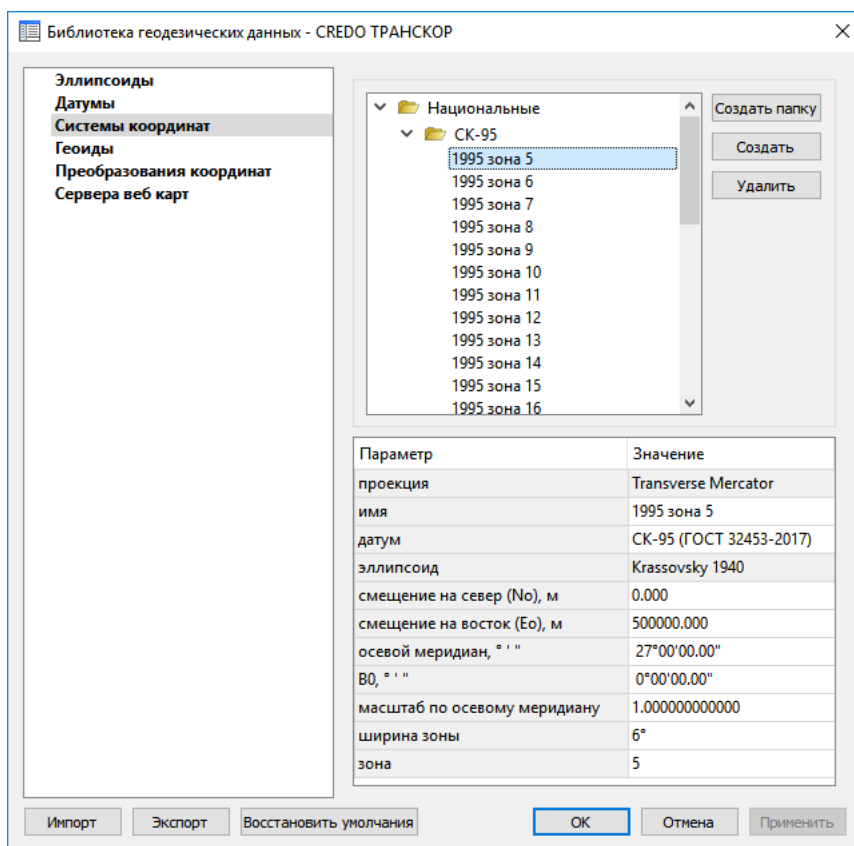 Библиотека геодезических данных - CREDO ТРАНСКОР
Эллипсоиды
Датумы
Системы координат
Геоиды
Преобразования координат
Сервера веб карт
Национальные
СК-95
1995 зона 5
1995 зона 6
1995 зона 7
1995 зона 8
1995 зона 9
1995 зона 10
1995 зона 11
1995 зона 12
1995 зона 13
1995 зона 14
1995 зона 15
1995 зона 16
Создать папку
Создать
Удалить
Параметр Значение
проекция Transverse Mercator
имя 1995 зона 5
датум СК-95 (ГОСТ 32453-2017)
эллипсоид Krassovsky 1940
смещение на север (No), м 0.000
смещение на восток (Eo), м 500000.000
осевой меридиан, ° ' " 27°00'00.00"
B0, ° ' " 0°00'00.00"
масштаб по осевому меридиану 1.000000000000
ширина зоны 6°
зона 5
Импорт Экспорт Восстановить умолчания OK Отмена Применить